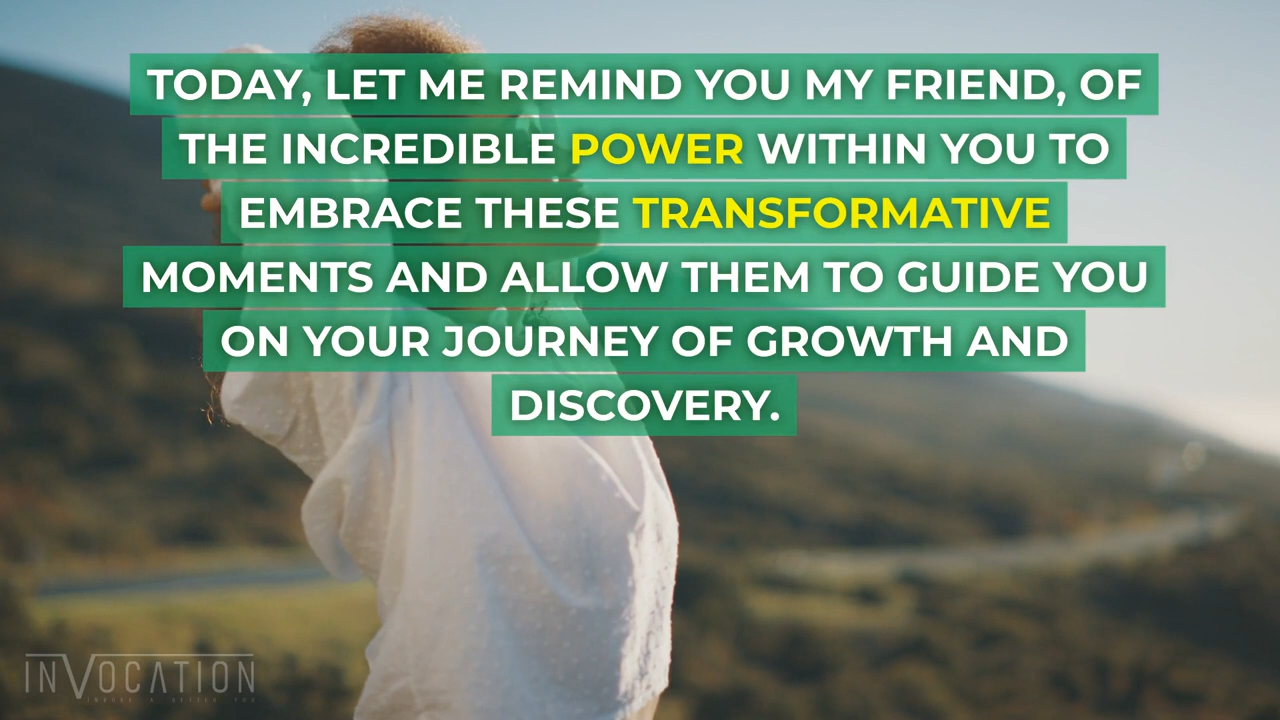 TODAY, LET ME REMIND YOU MY FRIEND, OF
THE INCREDIBLE POWER WITHIN YOU TO
EMBRACE THESE TRANSFORMATIVE
MOMENTS AND ALLOW THEM TO GUIDE YOU
ON YOUR JOURNEY OF GROWTH AND
DISCOVERY.
INVOCATION